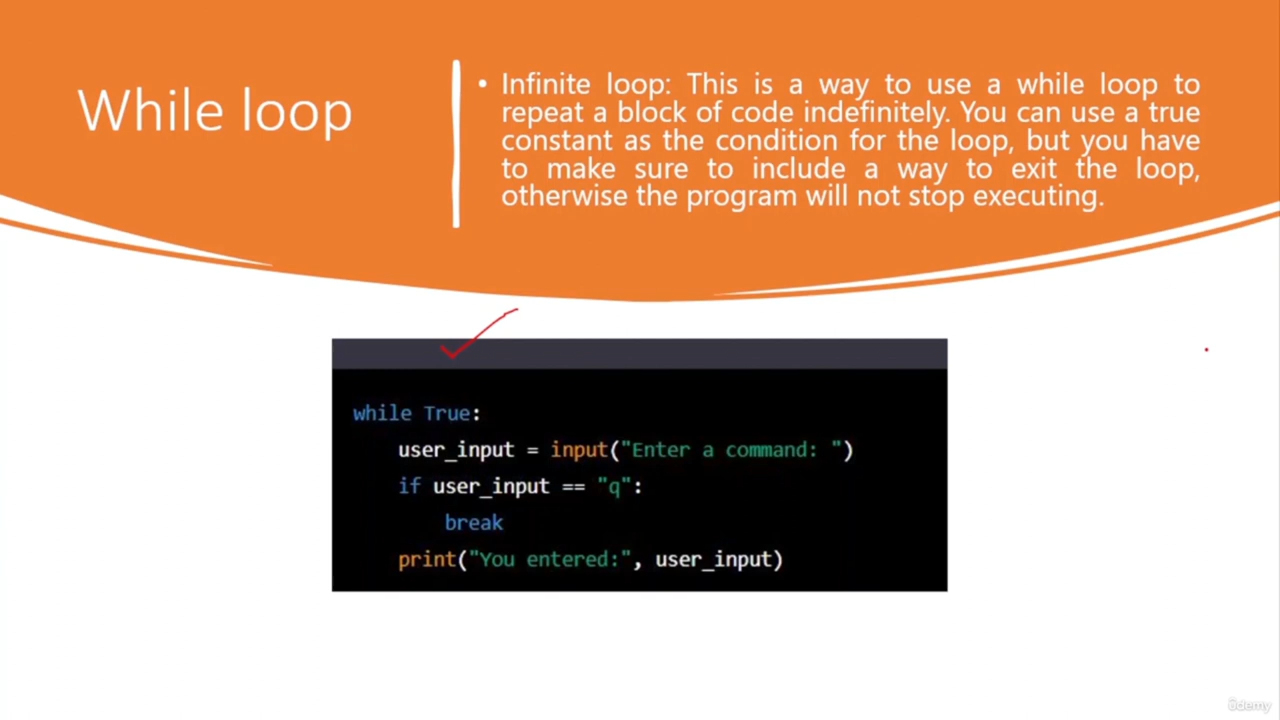 While loop
• Infinite loop: This is a way to use a while loop to
repeat a block of code indefinitely. You can use a true
constant as the condition for the loop, but you have
to make sure to include a way to exit the loop,
otherwise the program will not stop executing.
while True:
    user_input = input("Enter a command: ")
    if user_input == "q":
        break
    print("You entered:", user_input)
ûdemy